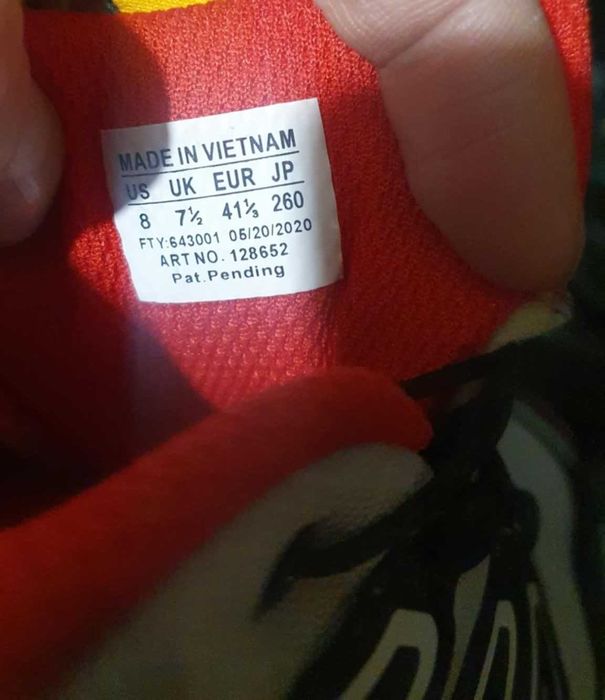 MADE IN VIETNAM
US UK EUR JP
8 7½ 41⅓ 260
FTY:643001 05/20/2020
ART NO. 128652
Pat.Pending